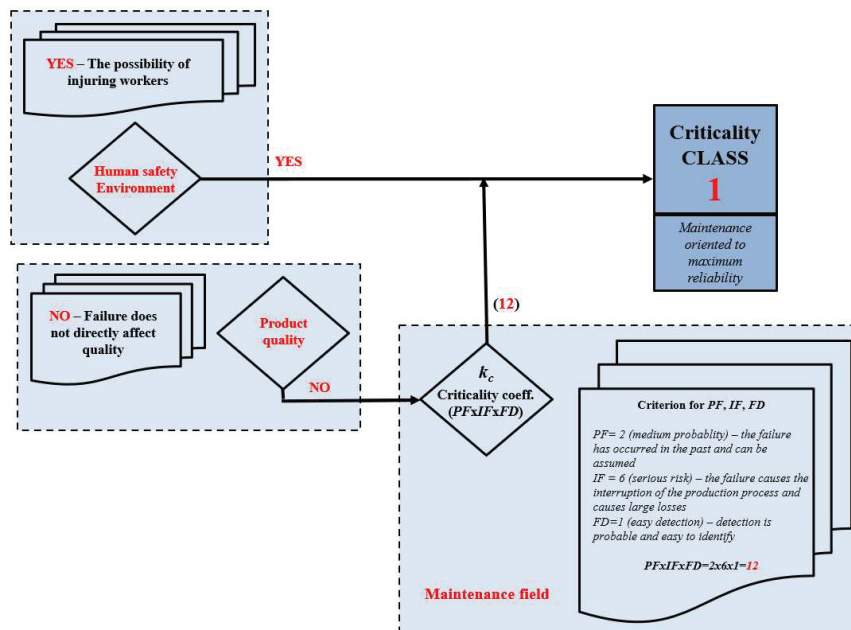 YES – The possibility of
injuring workers
Human safety
Environment
YES
Criticality
CLASS
1
Maintenance
oriented to
maximum
reliability
NO – Failure does
not directly affect
quality
Product
quality
NO
(12)
k_c
Criticality coeff.
(PFxIFxFD)
Criterion for PF, IF, FD
PF= 2 (medium probablity) – the failure
has occurred in the past and can be
assumed
IF = 6 (serious risk) – the failure causes the
interruption of the production process and
causes large losses
FD=1 (easy detection) – detection is
probable and easy to identify
PFxIFxFD=2x6x1=12
Maintenance field